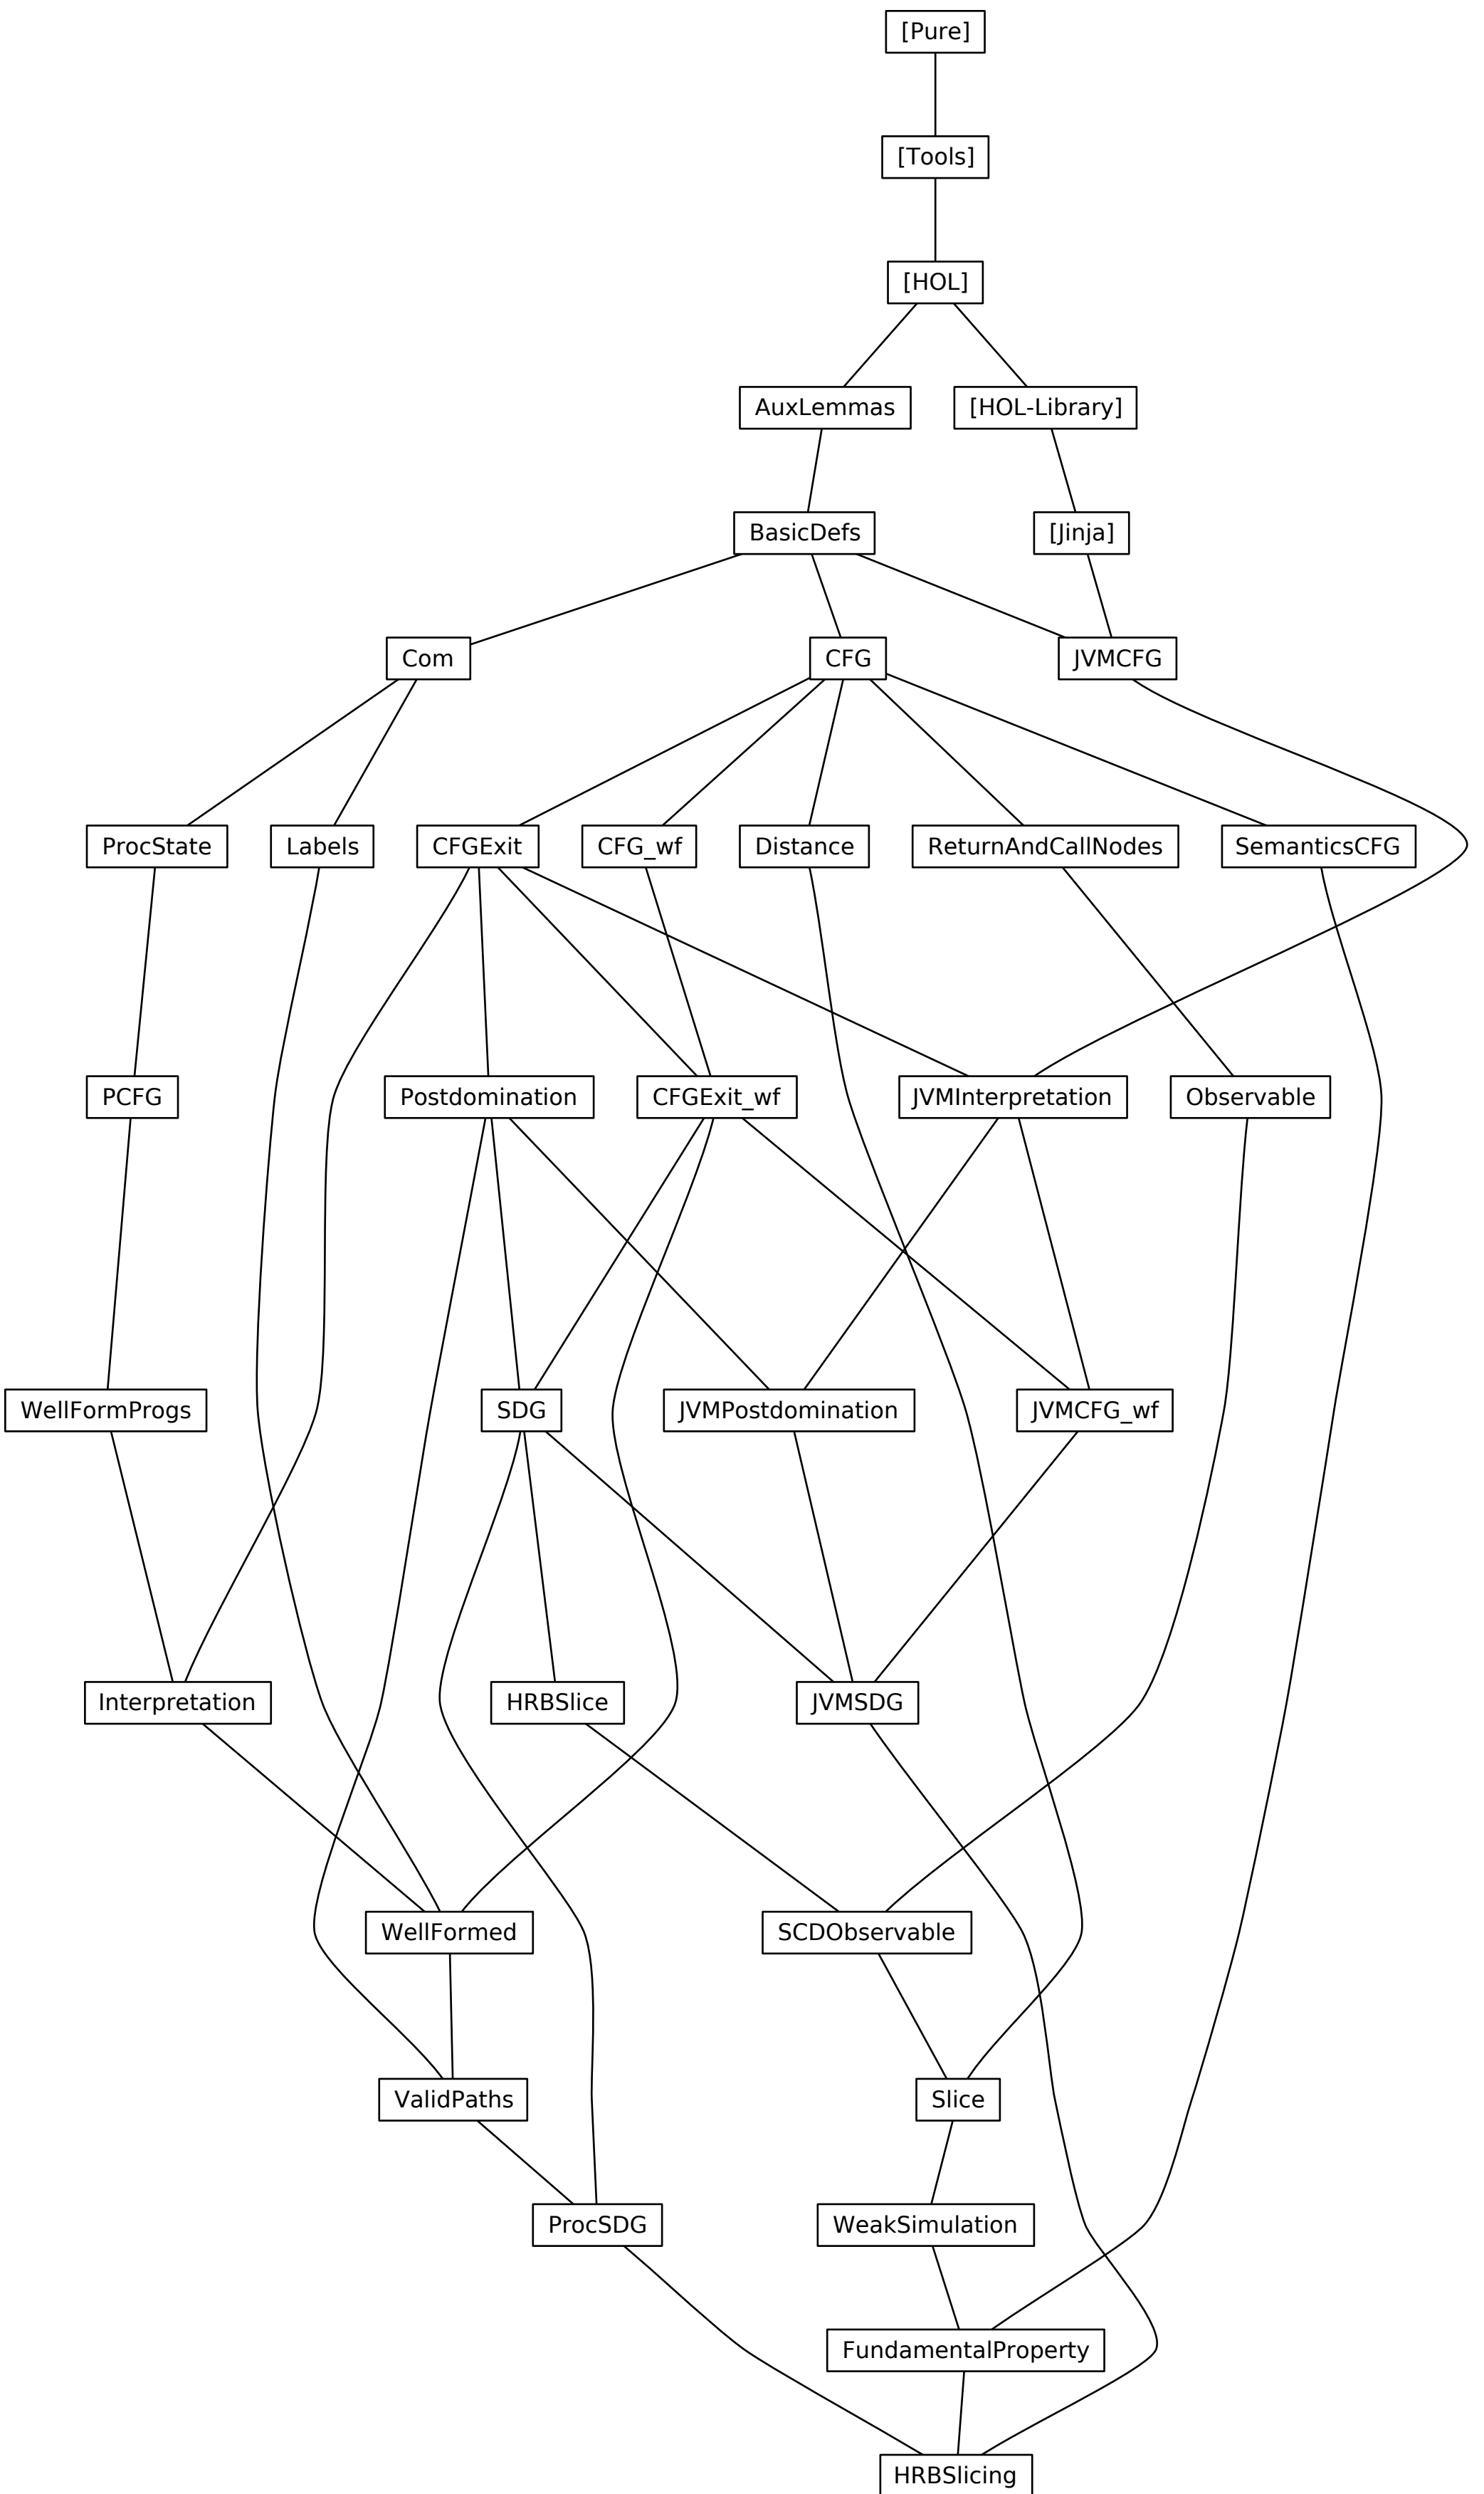 [Pure]
[Tools]
[HOL]
AuxLemmas
[HOL-Library]
BasicDefs
[Jinja]
Com
CFG
JVMCFG
ProcState
Labels
CFGExit
CFG_wf
Distance
ReturnAndCallNodes
SemanticsCFG
PCFG
Postdomination
CFGExit_wf
JVMInterpretation
Observable
WellFormProgs
SDG
JVMPostdomination
JVMCFG_wf
Interpretation
HRBSlice
JVMSDG
WellFormed
SCDObservable
ValidPaths
Slice
ProcSDG
WeakSimulation
FundamentalProperty
HRBSlicing